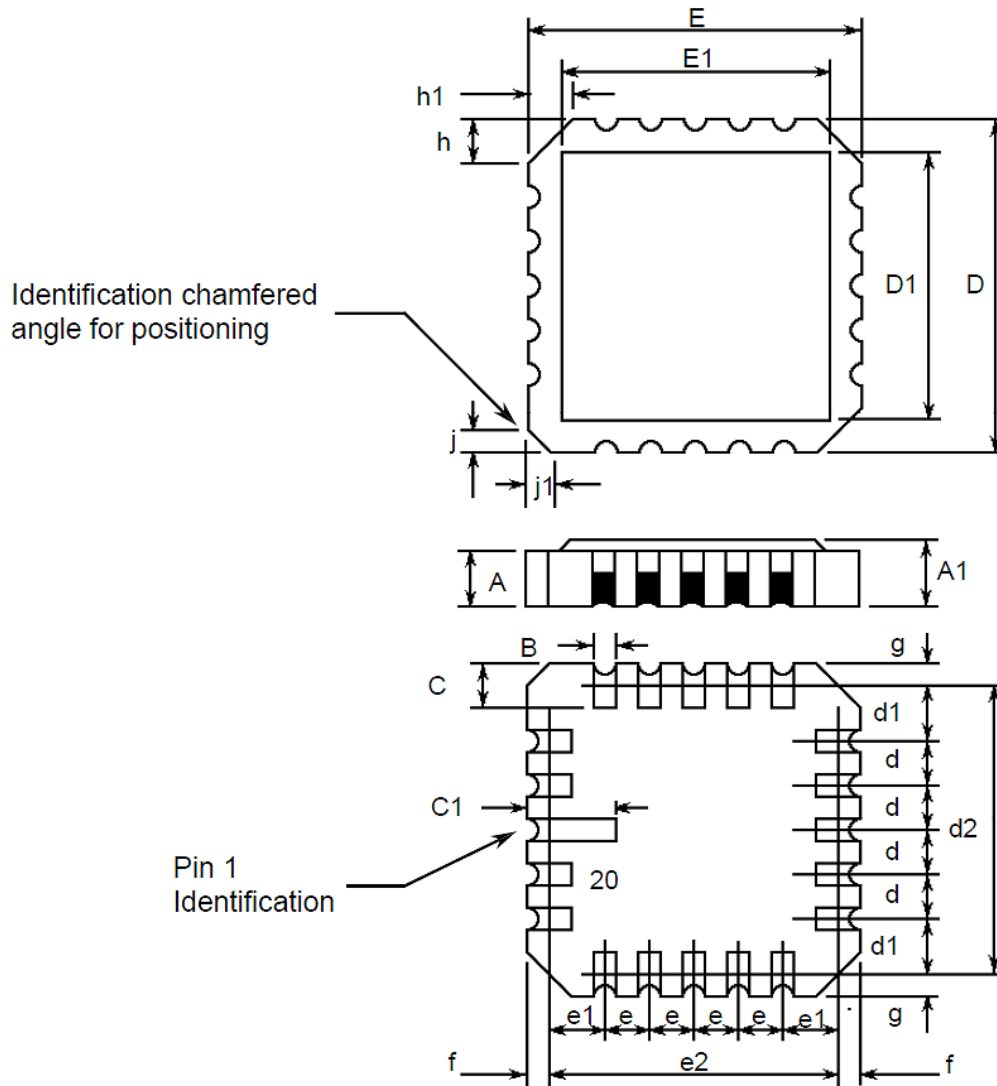 E
E1
h1
h
Identification chamfered
angle for positioning
D1
D
j
j1
A
A1
B
g
C
d1
d
C1
d
d2
Pin 1
Identification
20
d
d
d1
e1
e
e
e
e
e1
g
f
e2
f